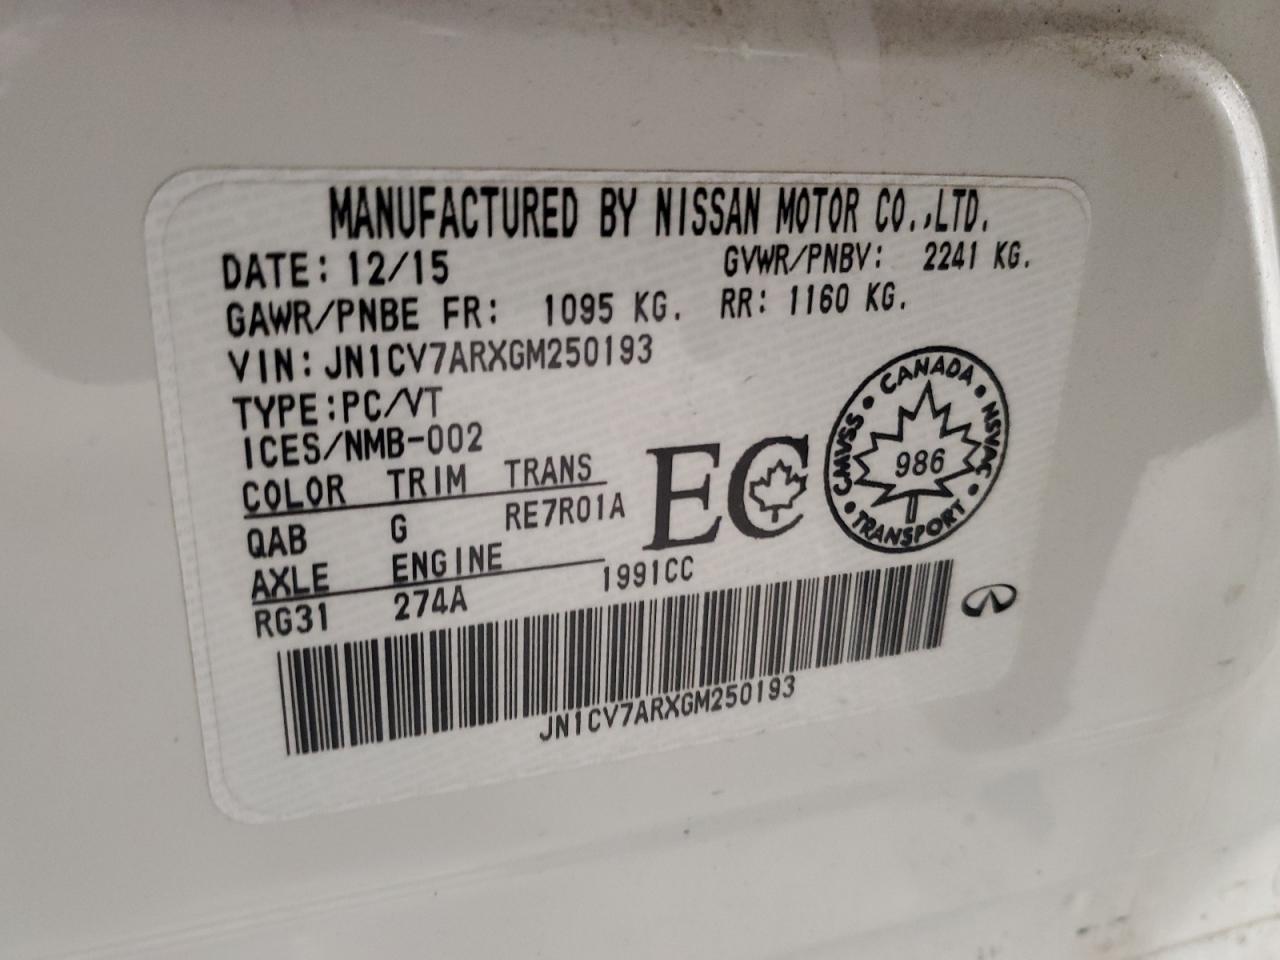 MANUFACTURED BY NISSAN MOTOR CO.,LTD.
DATE: 12/15 GVWR/PNBV: 2241 KG.
GAWR/PNBE FR: 1095 KG. RR: 1160 KG.
VIN: JN1CV7ARXGM250193
TYPE:PC/VT
ICES/NMB-002
COLOR TRIM TRANS
QAB G RE7R01A
AXLE ENGINE
RG31 274A 1991CC
EC
CANADA • NSVAC • TRANSPORT • CMVSS •
986
JN1CV7ARXGM250193